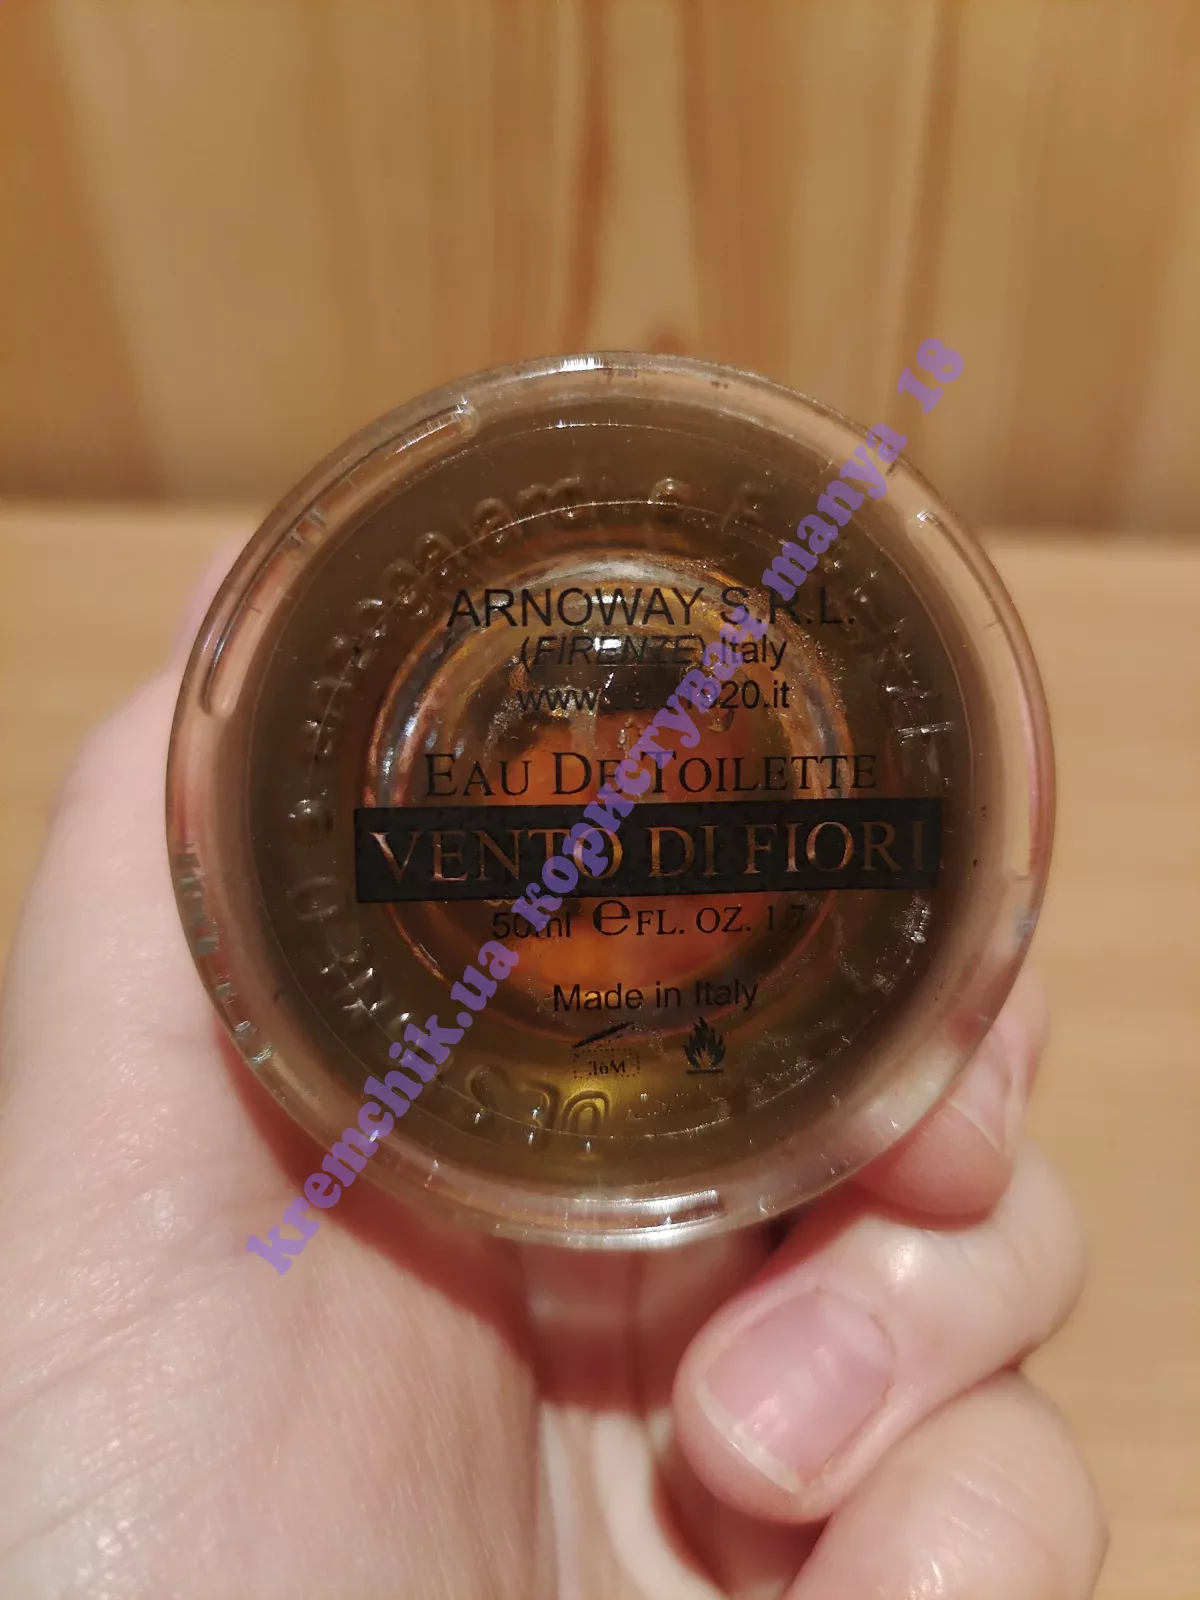 ARNOWAY S.R.L.
(FIRENZE) Italy
EAU DE TOILETTE
VENTO DI FIORI
50ml e FL. OZ. 1.7
Made in Italy
36M
kremchik.ua користувач manya 18